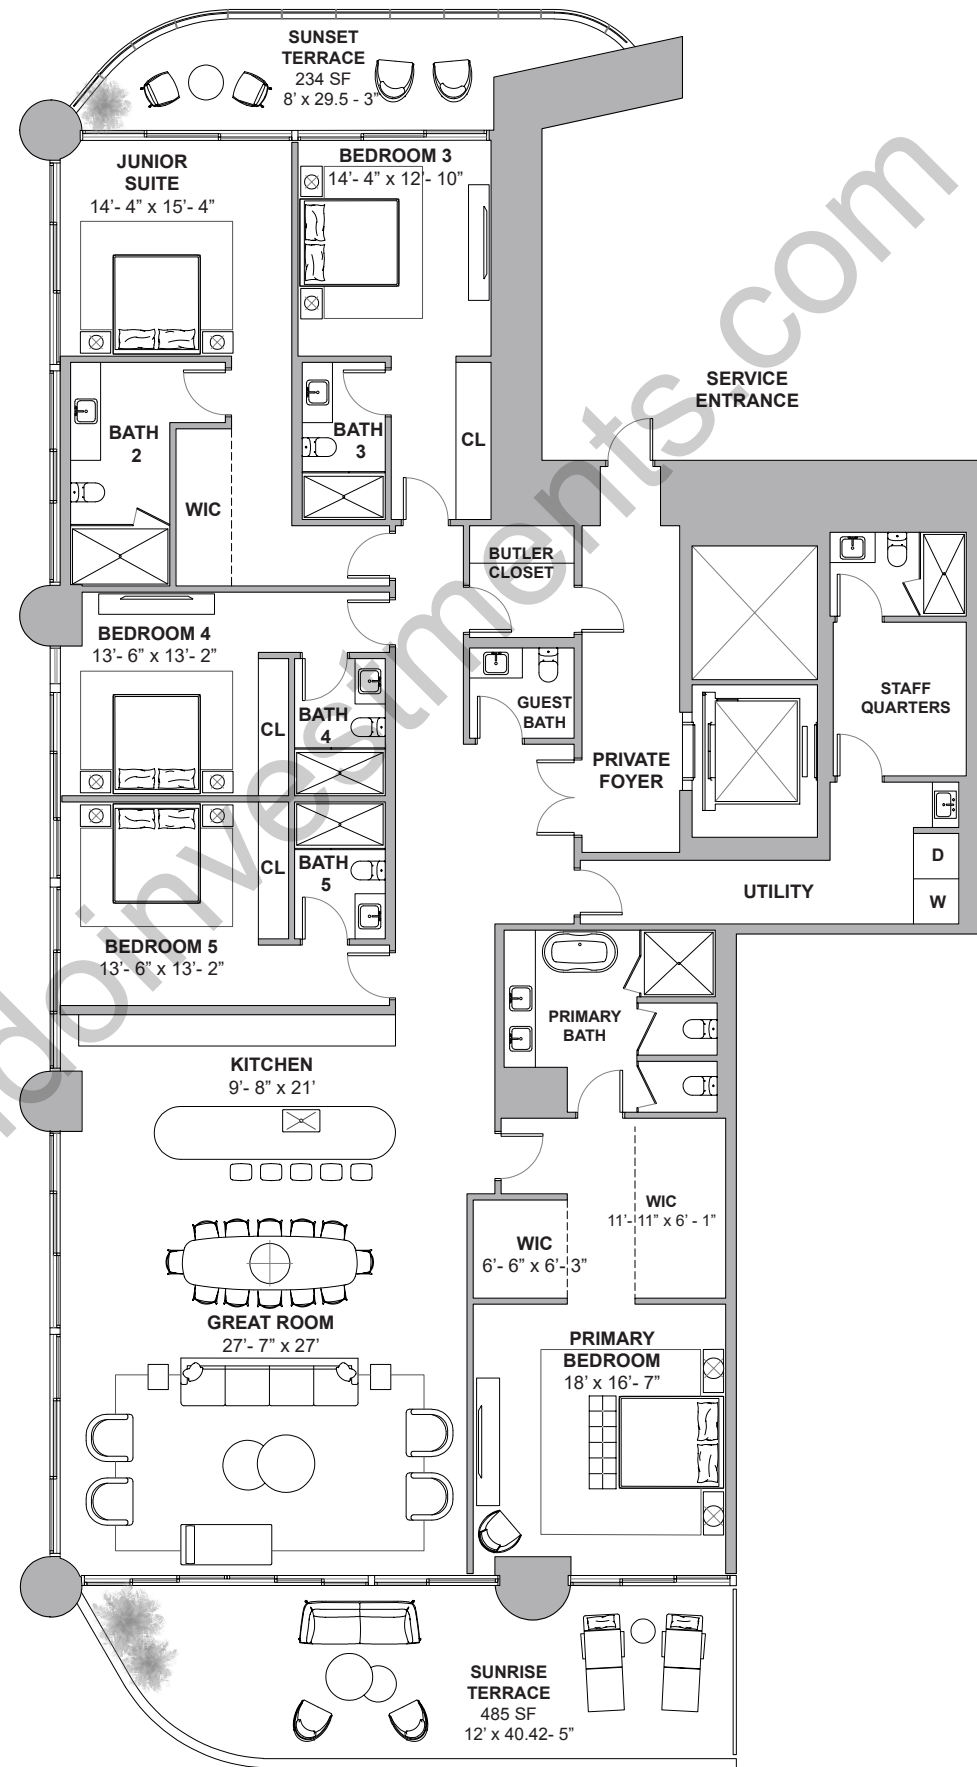 SUNSET
TERRACE
234 SF
8' x 29.5 - 3"
JUNIOR
SUITE
14'- 4" x 15'- 4"
BEDROOM 3
14'- 4" x 12'- 10"
SERVICE
ENTRANCE
BATH
2
BATH
3
CL
WIC
BUTLER
CLOSET
BEDROOM 4
13'- 6" x 13'- 2"
GUEST
BATH
STAFF
QUARTERS
CL
BATH
4
PRIVATE
FOYER
CL
BATH
5
D
UTILITY
W
BEDROOM 5
13'- 6" x 13'- 2"
PRIMARY
BATH
KITCHEN
9'- 8" x 21'
WIC
11'- 11" x 6' - 1"
WIC
6'- 6" x 6'- 3"
GREAT ROOM
27'- 7" x 27'
PRIMARY
BEDROOM
18' x 16'- 7"
SUNRISE
TERRACE
485 SF
12' x 40.42- 5"
doinvestments.com